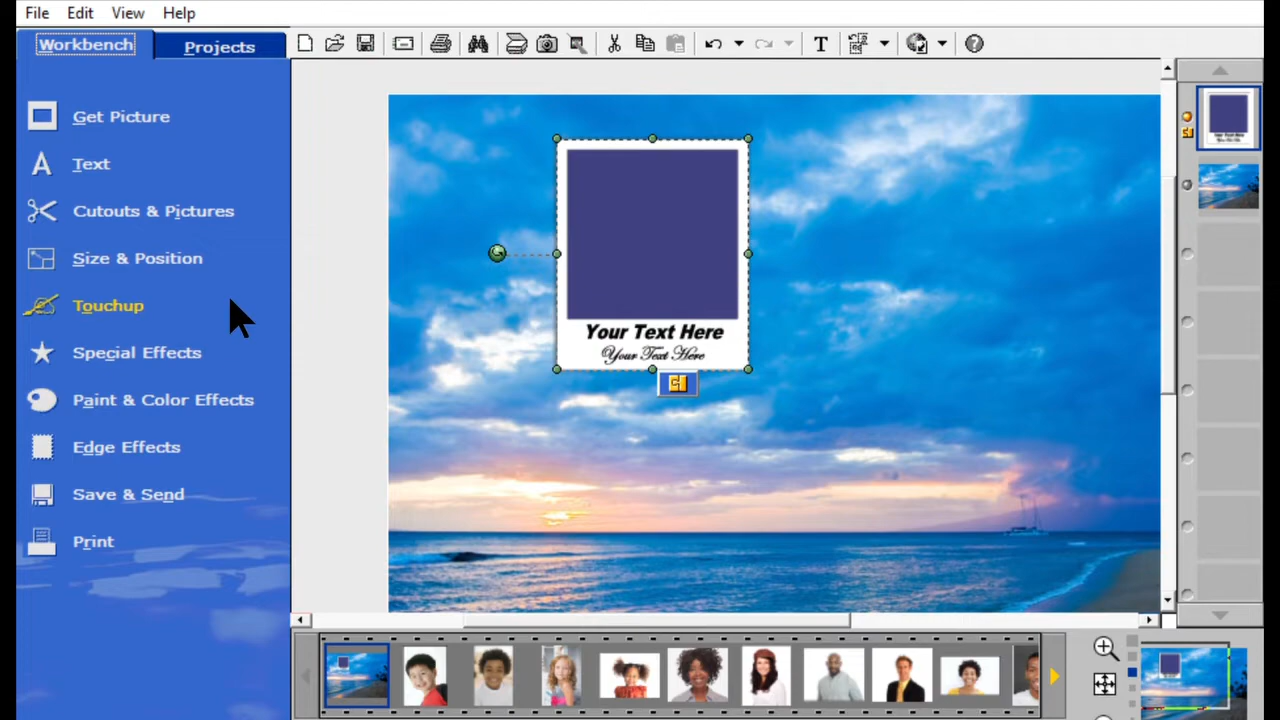 File Edit View Help
Workbench Projects
Get Picture
Text
Cutouts & Pictures
Size & Position
Touchup
Special Effects
Paint & Color Effects
Edge Effects
Save & Send
Print
Your Text Here
Your Text Here